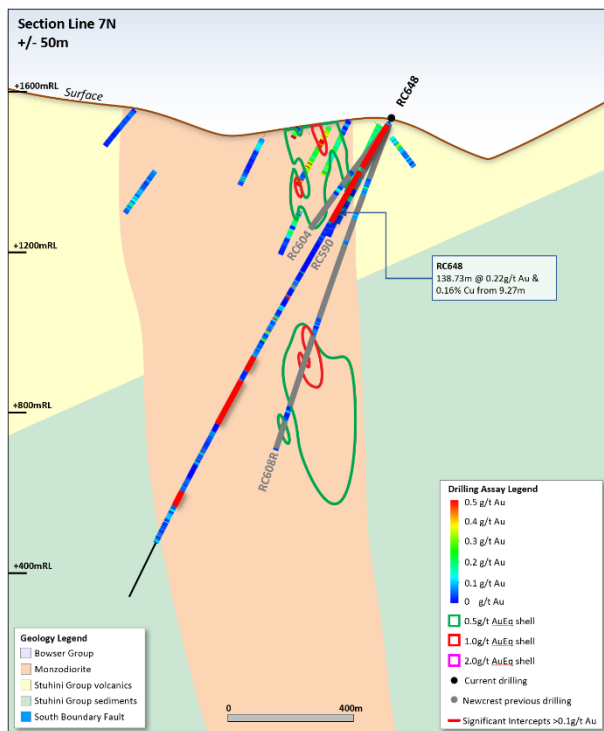 Section Line 7N
+/- 50m
RC648
+1600mRL
Surface
+1200mRL
RC604
RC590
RC648
138.73m @ 0.22g/t Au &
0.16% Cu from 9.27m
+800mRL
RC608R
+400mRL
Drilling Assay Legend
0.5 g/t Au
0.4 g/t Au
0.3 g/t Au
0.2 g/t Au
0.1 g/t Au
0 g/t Au
0.5g/t AuEq shell
1.0g/t AuEq shell
2.0g/t AuEq shell
Current drilling
Newcrest previous drilling
Significant Intercepts >0.1g/t Au
Geology Legend
Bowser Group
Monzodiorite
Stuhini Group volcanics
Stuhini Group sediments
South Boundary Fault
0
400m